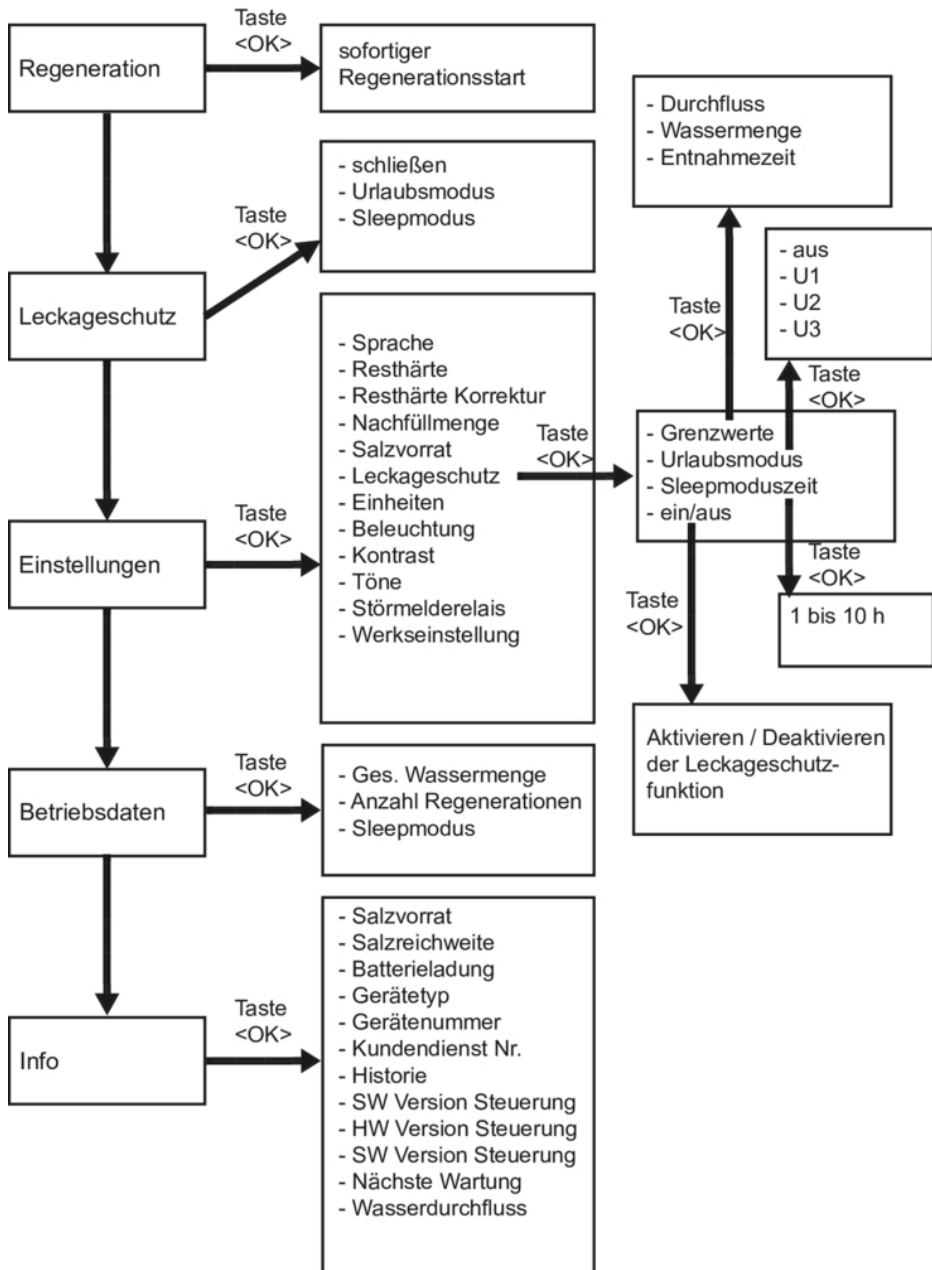 Regeneration
Taste
<OK>
sofortiger
Regenerationsstart
Leckageschutz
Taste
<OK>
- schließen
- Urlaubsmodus
- Sleepmodus
Einstellungen
Taste
<OK>
- Sprache
- Resthärte
- Resthärte Korrektur
- Nachfüllmenge
- Salzvorrat
- Leckageschutz
- Einheiten
- Beleuchtung
- Kontrast
- Töne
- Störmelderelais
- Werkseinstellung
Taste
<OK>
- Grenzwerte
- Urlaubsmodus
- Sleepmoduszeit
- ein/aus
Taste
<OK>
- Durchfluss
- Wassermenge
- Entnahmezeit
Taste
<OK>
- aus
- U1
- U2
- U3
Taste
<OK>
1 bis 10 h
Taste
<OK>
Aktivieren / Deaktivieren
der Leckageschutz-
funktion
Betriebsdaten
Taste
<OK>
- Ges. Wassermenge
- Anzahl Regenerationen
- Sleepmodus
Info
Taste
<OK>
- Salzvorrat
- Salzreichweite
- Batterieladung
- Gerätetyp
- Gerätenummer
- Kundendienst Nr.
- Historie
- SW Version Steuerung
- HW Version Steuerung
- SW Version Steuerung
- Nächste Wartung
- Wasserdurchfluss